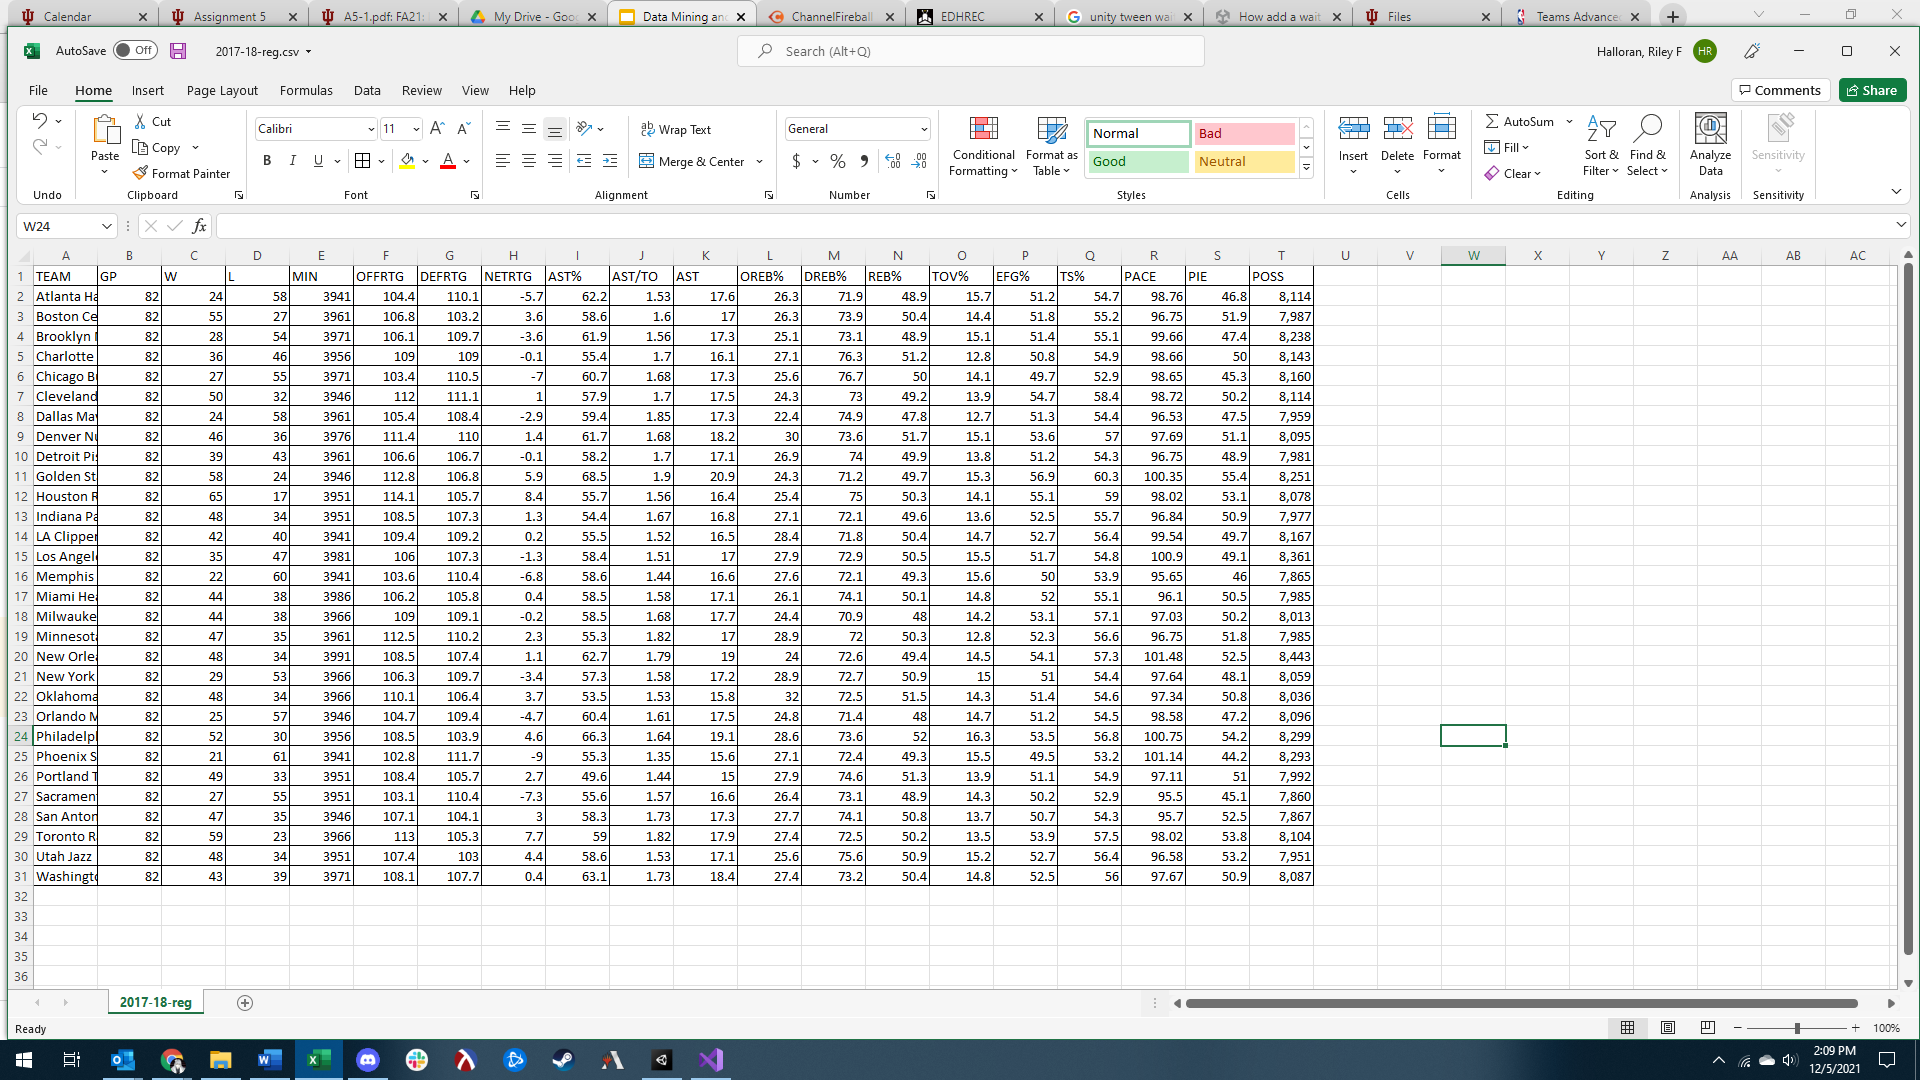 Calendar Assignment 5 A5-1.pdf: FA21: My Drive - Goo Data Mining an ChannelFireball EDHREC unity tween wai How add a wait Files Teams Advance
AutoSave Off 2017-18-reg.csv Search (Alt+Q) Halloran, Riley F HR
File Home Insert Page Layout Formulas Data Review View Help Comments Share
Cut Calibri 11 Wrap Text General Normal Bad AutoSum
Paste Copy Merge & Center Conditional Formatting Format as Table Good Neutral Insert Delete Format Fill Sort & Filter Find & Select Analyze Data Sensitivity
Format Painter Clear
Undo Clipboard Font Alignment Number Styles Cells Editing Analysis Sensitivity
W24 fx
A B C D E F G H I J K L M N O P Q R S T U V W X Y Z AA AB AC
1 TEAM GP W L MIN OFFRTG DEFRTG NETRTG AST% AST/TO AST OREB% DREB% REB% TOV% EFG% TS% PACE PIE POSS
2 Atlanta Ha 82 24 58 3941 104.4 110.1 -5.7 62.2 1.53 17.6 26.3 71.9 48.9 15.7 51.2 54.7 98.76 46.8 8,114
3 Boston Ce 82 55 27 3961 106.8 103.2 3.6 58.6 1.6 17 26.3 73.9 50.4 14.4 51.8 55.2 96.75 51.9 7,987
4 Brooklyn 82 28 54 3971 106.1 109.7 -3.6 61.9 1.56 17.3 25.1 73.1 48.9 15.1 51.4 55.1 99.66 47.4 8,238
5 Charlotte 82 36 46 3956 109 109 -0.1 55.4 1.7 16.1 27.1 76.3 51.2 12.8 50.8 54.9 98.66 50 8,143
6 Chicago Bu 82 27 55 3971 103.4 110.5 -7 60.7 1.68 17.3 25.6 76.7 50 14.1 49.7 52.9 98.65 45.3 8,160
7 Cleveland 82 50 32 3946 112 111.1 1 57.9 1.7 17.5 24.3 73 49.2 13.9 54.7 58.4 98.72 50.2 8,114
8 Dallas Mav 82 24 58 3961 105.4 108.4 -2.9 59.4 1.85 17.3 22.4 74.9 47.8 12.7 51.3 54.4 96.53 47.5 7,959
9 Denver Nu 82 46 36 3976 111.4 110 1.4 61.7 1.68 18.2 30 73.6 51.7 15.1 53.6 57 97.69 51.1 8,095
10 Detroit Pis 82 39 43 3961 106.6 106.7 -0.1 58.2 1.7 17.1 26.9 74 49.9 13.8 51.2 54.3 96.75 48.9 7,981
11 Golden St 82 58 24 3946 112.8 106.8 5.9 68.5 1.9 20.9 24.3 71.2 49.7 15.3 56.9 60.3 100.35 55.4 8,251
12 Houston R 82 65 17 3951 114.1 105.7 8.4 55.7 1.56 16.4 25.4 75 50.3 14.1 55.1 59 98.02 53.1 8,078
13 Indiana Pa 82 48 34 3951 108.5 107.3 1.3 54.4 1.67 16.8 27.1 72.1 49.6 13.6 52.5 55.7 96.84 50.9 7,977
14 LA Clipper 82 42 40 3941 109.4 109.2 0.2 55.5 1.52 16.5 28.4 71.8 50.4 14.7 52.7 56.4 99.54 49.7 8,167
15 Los Angele 82 35 47 3981 106 107.3 -1.3 58.4 1.51 17 27.9 72.9 50.5 15.5 51.7 54.8 100.9 49.1 8,361
16 Memphis 82 22 60 3941 103.6 110.4 -6.8 58.6 1.44 16.6 27.6 72.1 49.3 15.6 50 53.9 95.65 46 7,865
17 Miami Hea 82 44 38 3986 106.2 105.8 0.4 58.5 1.58 17.1 26.1 74.1 50.1 14.8 52 55.1 96.1 50.5 7,985
18 Milwauke 82 44 38 3966 109 109.1 -0.2 58.5 1.68 17.7 24.4 70.9 48 14.2 53.1 57.1 97.03 50.2 8,013
19 Minnesota 82 47 35 3961 112.5 110.2 2.3 55.3 1.82 17 28.9 72 50.3 12.8 52.3 56.6 96.75 51.8 7,985
20 New Orlea 82 48 34 3991 108.5 107.4 1.1 62.7 1.79 19 24 72.6 49.4 14.5 54.1 57.3 101.48 52.5 8,443
21 New York 82 29 53 3966 106.3 109.7 -3.4 57.3 1.58 17.2 28.9 72.7 50.9 15 51 54.4 97.64 48.1 8,059
22 Oklahoma 82 48 34 3966 110.1 106.4 3.7 53.5 1.53 15.8 32 72.5 51.5 14.3 51.4 54.6 97.34 50.8 8,036
23 Orlando M 82 25 57 3946 104.7 109.4 -4.7 60.4 1.61 17.5 24.8 71.4 48 14.7 51.2 54.5 98.58 47.2 8,096
24 Philadelph 82 52 30 3956 108.5 103.9 4.6 66.3 1.64 19.1 28.6 73.6 52 16.3 53.5 56.8 100.75 54.2 8,299
25 Phoenix S 82 21 61 3941 102.8 111.7 -9 55.3 1.35 15.6 27.1 72.4 49.3 15.5 49.5 53.2 101.14 44.2 8,293
26 Portland T 82 49 33 3951 108.4 105.7 2.7 49.6 1.44 15 27.9 74.6 51.3 13.9 51.1 54.9 97.11 51 7,992
27 Sacrament 82 27 55 3951 103.1 110.4 -7.3 55.6 1.57 16.6 26.4 73.1 48.9 14.3 50.2 52.9 95.5 45.1 7,860
28 San Anton 82 47 35 3946 107.1 104.1 3 58.3 1.73 17.3 27.7 74.1 50.8 13.7 50.7 54.3 95.7 52.5 7,867
29 Toronto R 82 59 23 3966 113 105.3 7.7 59 1.82 17.9 27.4 72.5 50.2 13.5 53.9 57.5 98.02 53.8 8,104
30 Utah Jazz 82 48 34 3951 107.4 103 4.4 58.6 1.53 17.1 25.6 75.6 50.9 15.2 52.7 56.4 96.58 53.2 7,951
31 Washingto 82 43 39 3971 108.1 107.7 0.4 63.1 1.73 18.4 27.4 73.2 50.4 14.8 52.5 56 97.67 50.9 8,087
32
33
34
35
36
2017-18-reg
Ready 100%
2:09 PM
12/5/2021